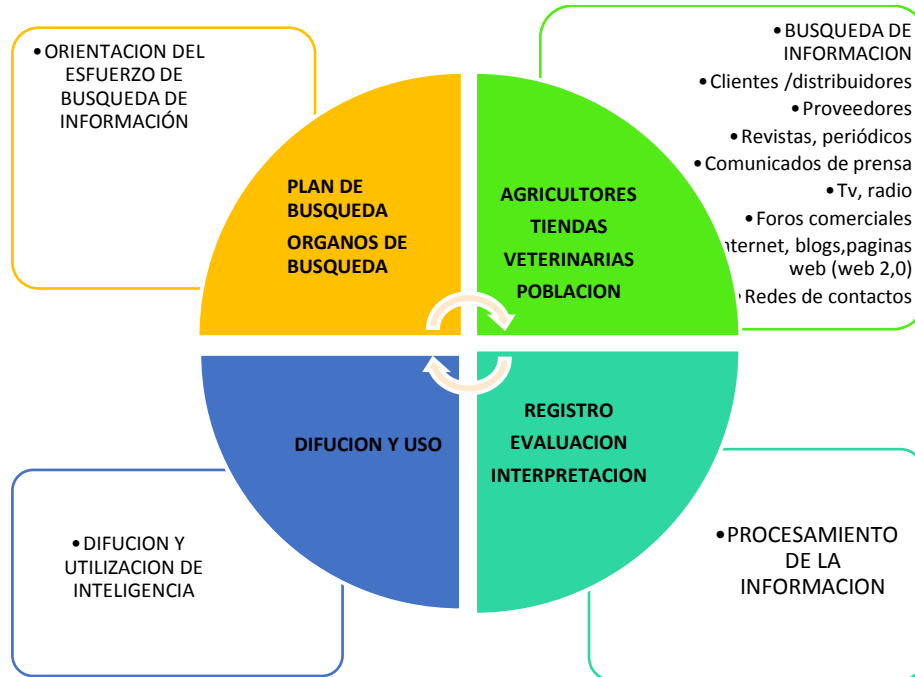 •ORIENTACION DEL
ESFUERZO DE
BUSQUEDA DE
INFORMACIÓN
PLAN DE
BUSQUEDA
ORGANOS DE
BUSQUEDA
•BUSQUEDA DE
INFORMACION
•Clientes /distribuidores
•Proveedores
•Revistas, periódicos
•Comunicados de prensa
•Tv, radio
•Foros comerciales
nternet, blogs,paginas
web (web 2,0)
•Redes de contactos
AGRICULTORES
TIENDAS
VETERINARIAS
POBLACION
DIFUCION Y USO
•DIFUCION Y
UTILIZACION DE
INTELIGENCIA
REGISTRO
EVALUACION
INTERPRETACION
•PROCESAMIENTO
DE LA
INFORMACION